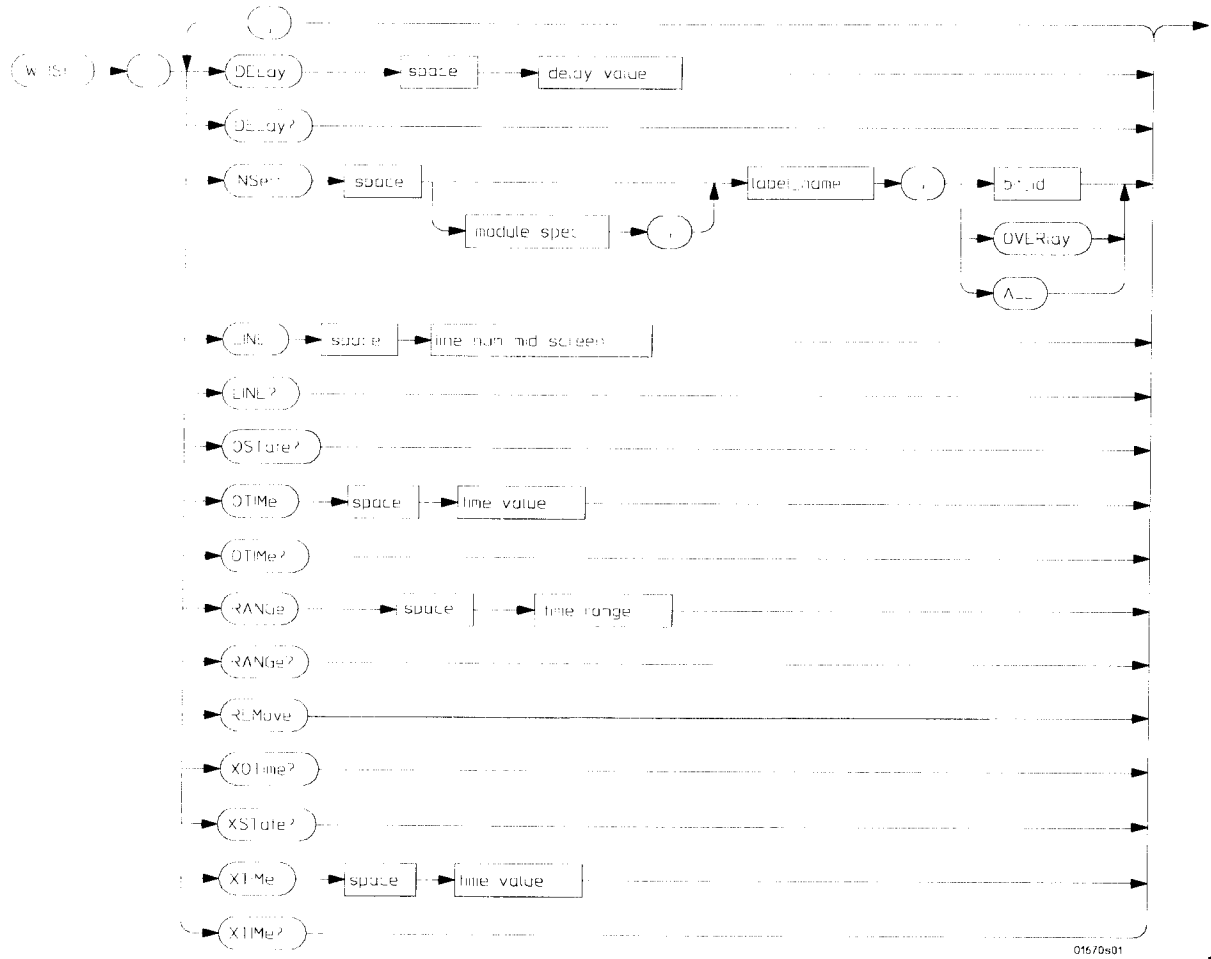 ,
DELay space delay value
DELay?
space label_name , bit_id
module spec ,
OVERlay
ALL
LINE space line num mid screen
LINE?
OSTate?
OTIMe space time value
OTIMe?
RANGe space time range
RANGe?
REMove
XOTime?
XSTate?
XTIMe space time value
XTIMe?
01670s01